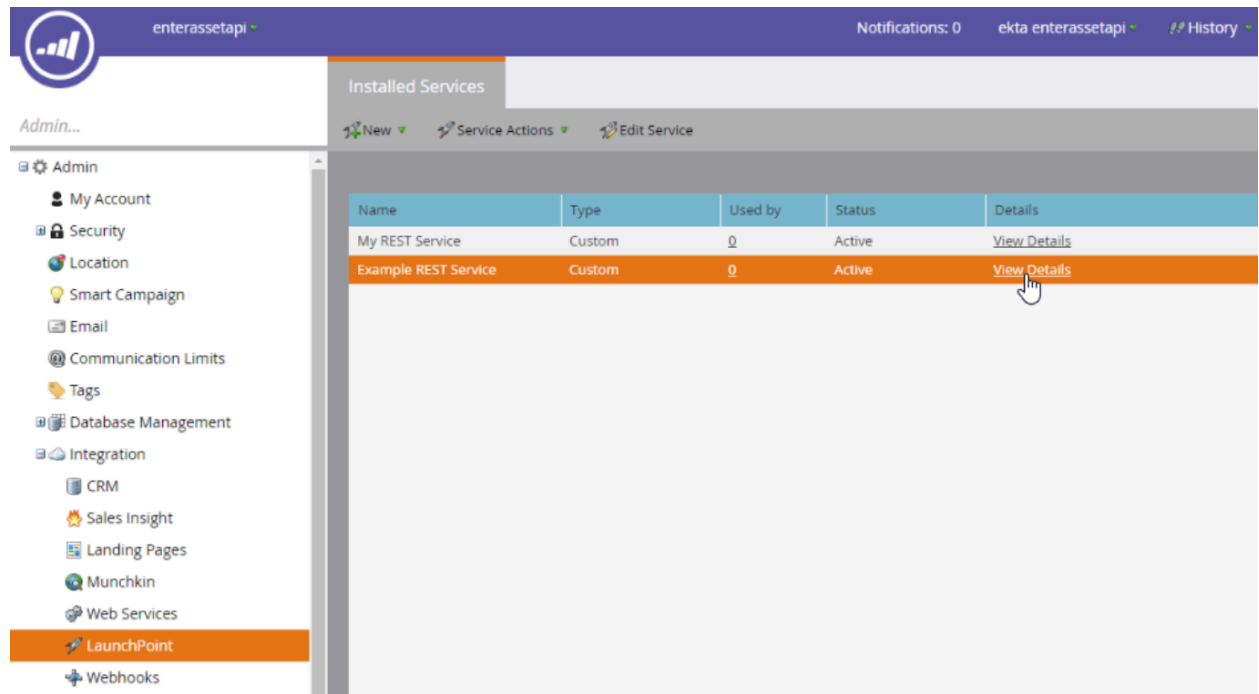 enterassetapi
Notifications: 0 ekta enterassetapi History
Installed Services
Admin...
New Service Actions Edit Service
Admin
My Account
Security
Location
Smart Campaign
Email
Communication Limits
Tags
Database Management
Integration
CRM
Sales Insight
Landing Pages
Munchkin
Web Services
LaunchPoint
Webhooks
Name Type Used by Status Details
My REST Service Custom 0 Active View Details
Example REST Service Custom 0 Active View Details